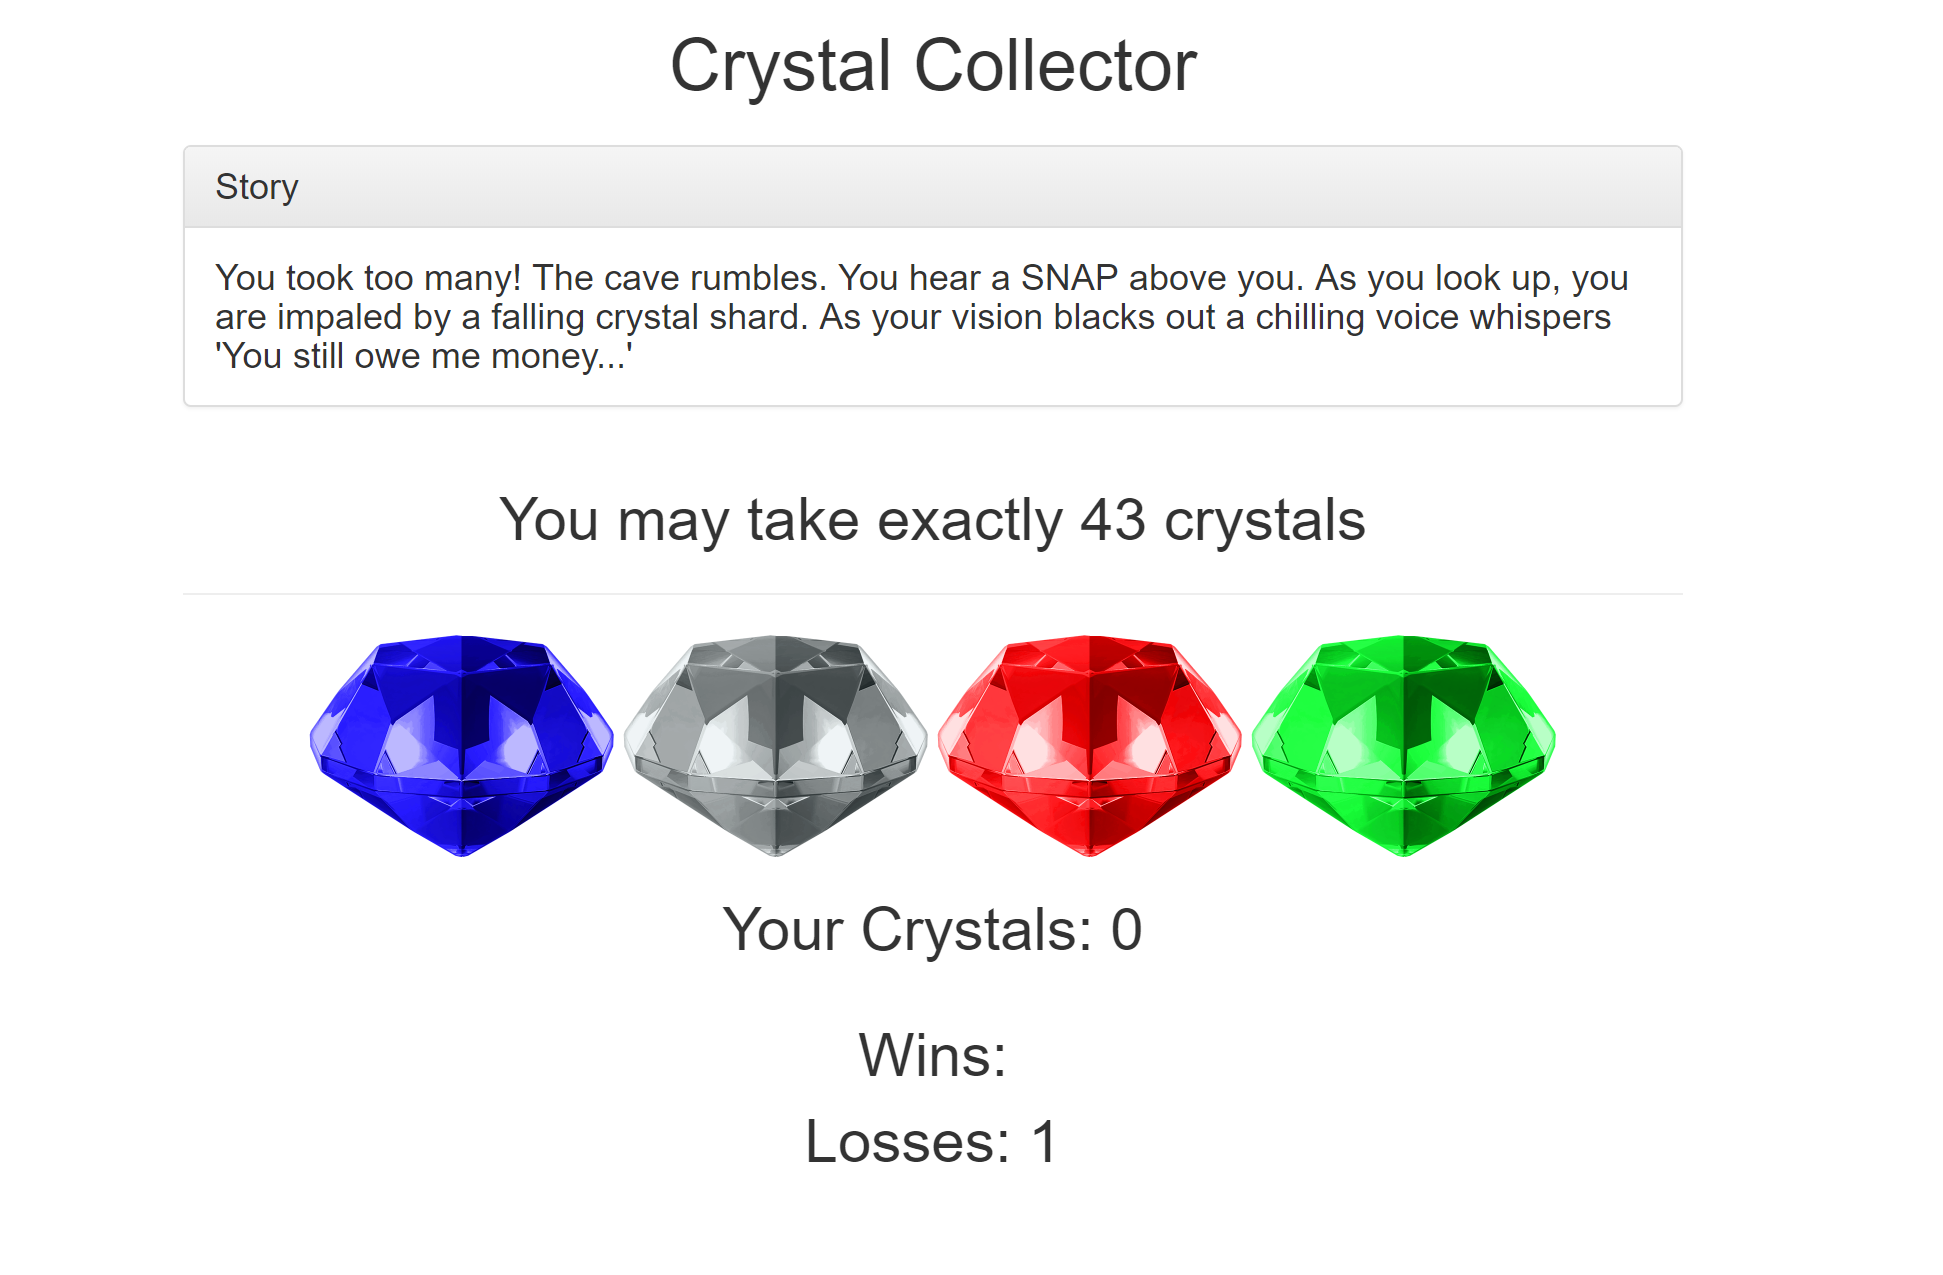 Crystal Collector
Story
You took too many! The cave rumbles. You hear a SNAP above you. As you look up, you
are impaled by a falling crystal shard. As your vision blacks out a chilling voice whispers
'You still owe me money...'
You may take exactly 43 crystals
Your Crystals: 0
Wins:
Losses: 1